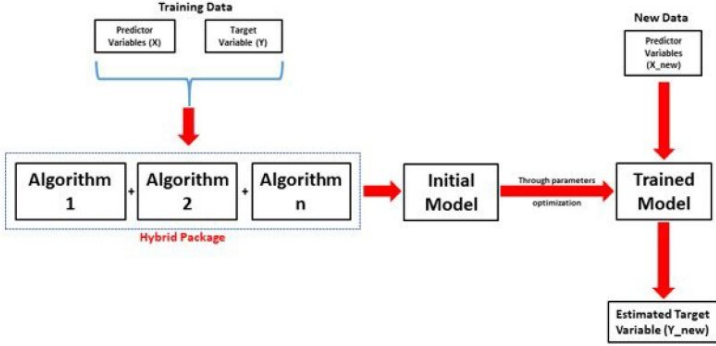 Training Data
Predictor
Variables (X)
Target
Variable (Y)
New Data
Predictor
Variables
(X_new)
Algorithm
1
+
Algorithm
2
+
Algorithm
n
Hybrid Package
Initial
Model
Through parameters
optimization
Trained
Model
Estimated Target
Variable (Y_new)